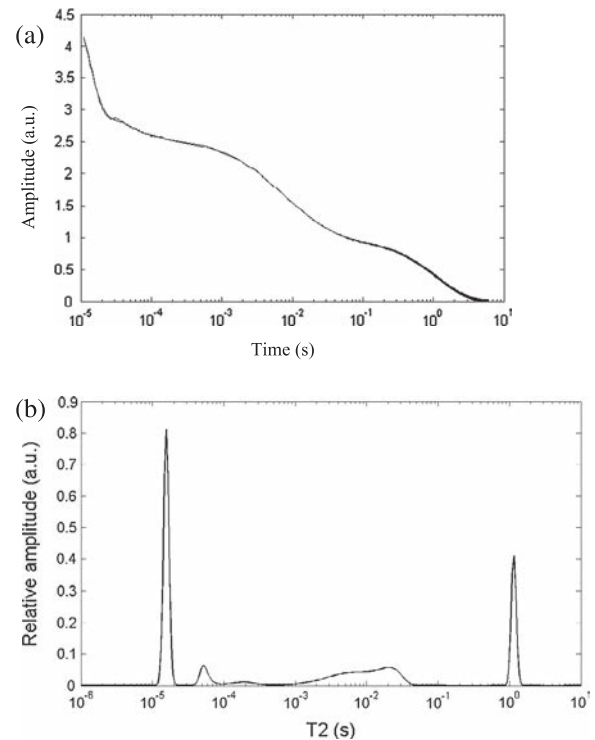 (a)
4.5
4
3.5
3
2.5
2
1.5
1
0.5
0
Amplitude (a.u.)
10⁻⁵ 10⁻⁴ 10⁻³ 10⁻² 10⁻¹ 10⁰ 10¹
Time (s)
(b)
0.9
0.8
0.7
0.6
0.5
0.4
0.3
0.2
0.1
0
Relative amplitude (a.u.)
10⁻⁶ 10⁻⁵ 10⁻⁴ 10⁻³ 10⁻² 10⁻¹ 10⁰ 10¹
T2 (s)